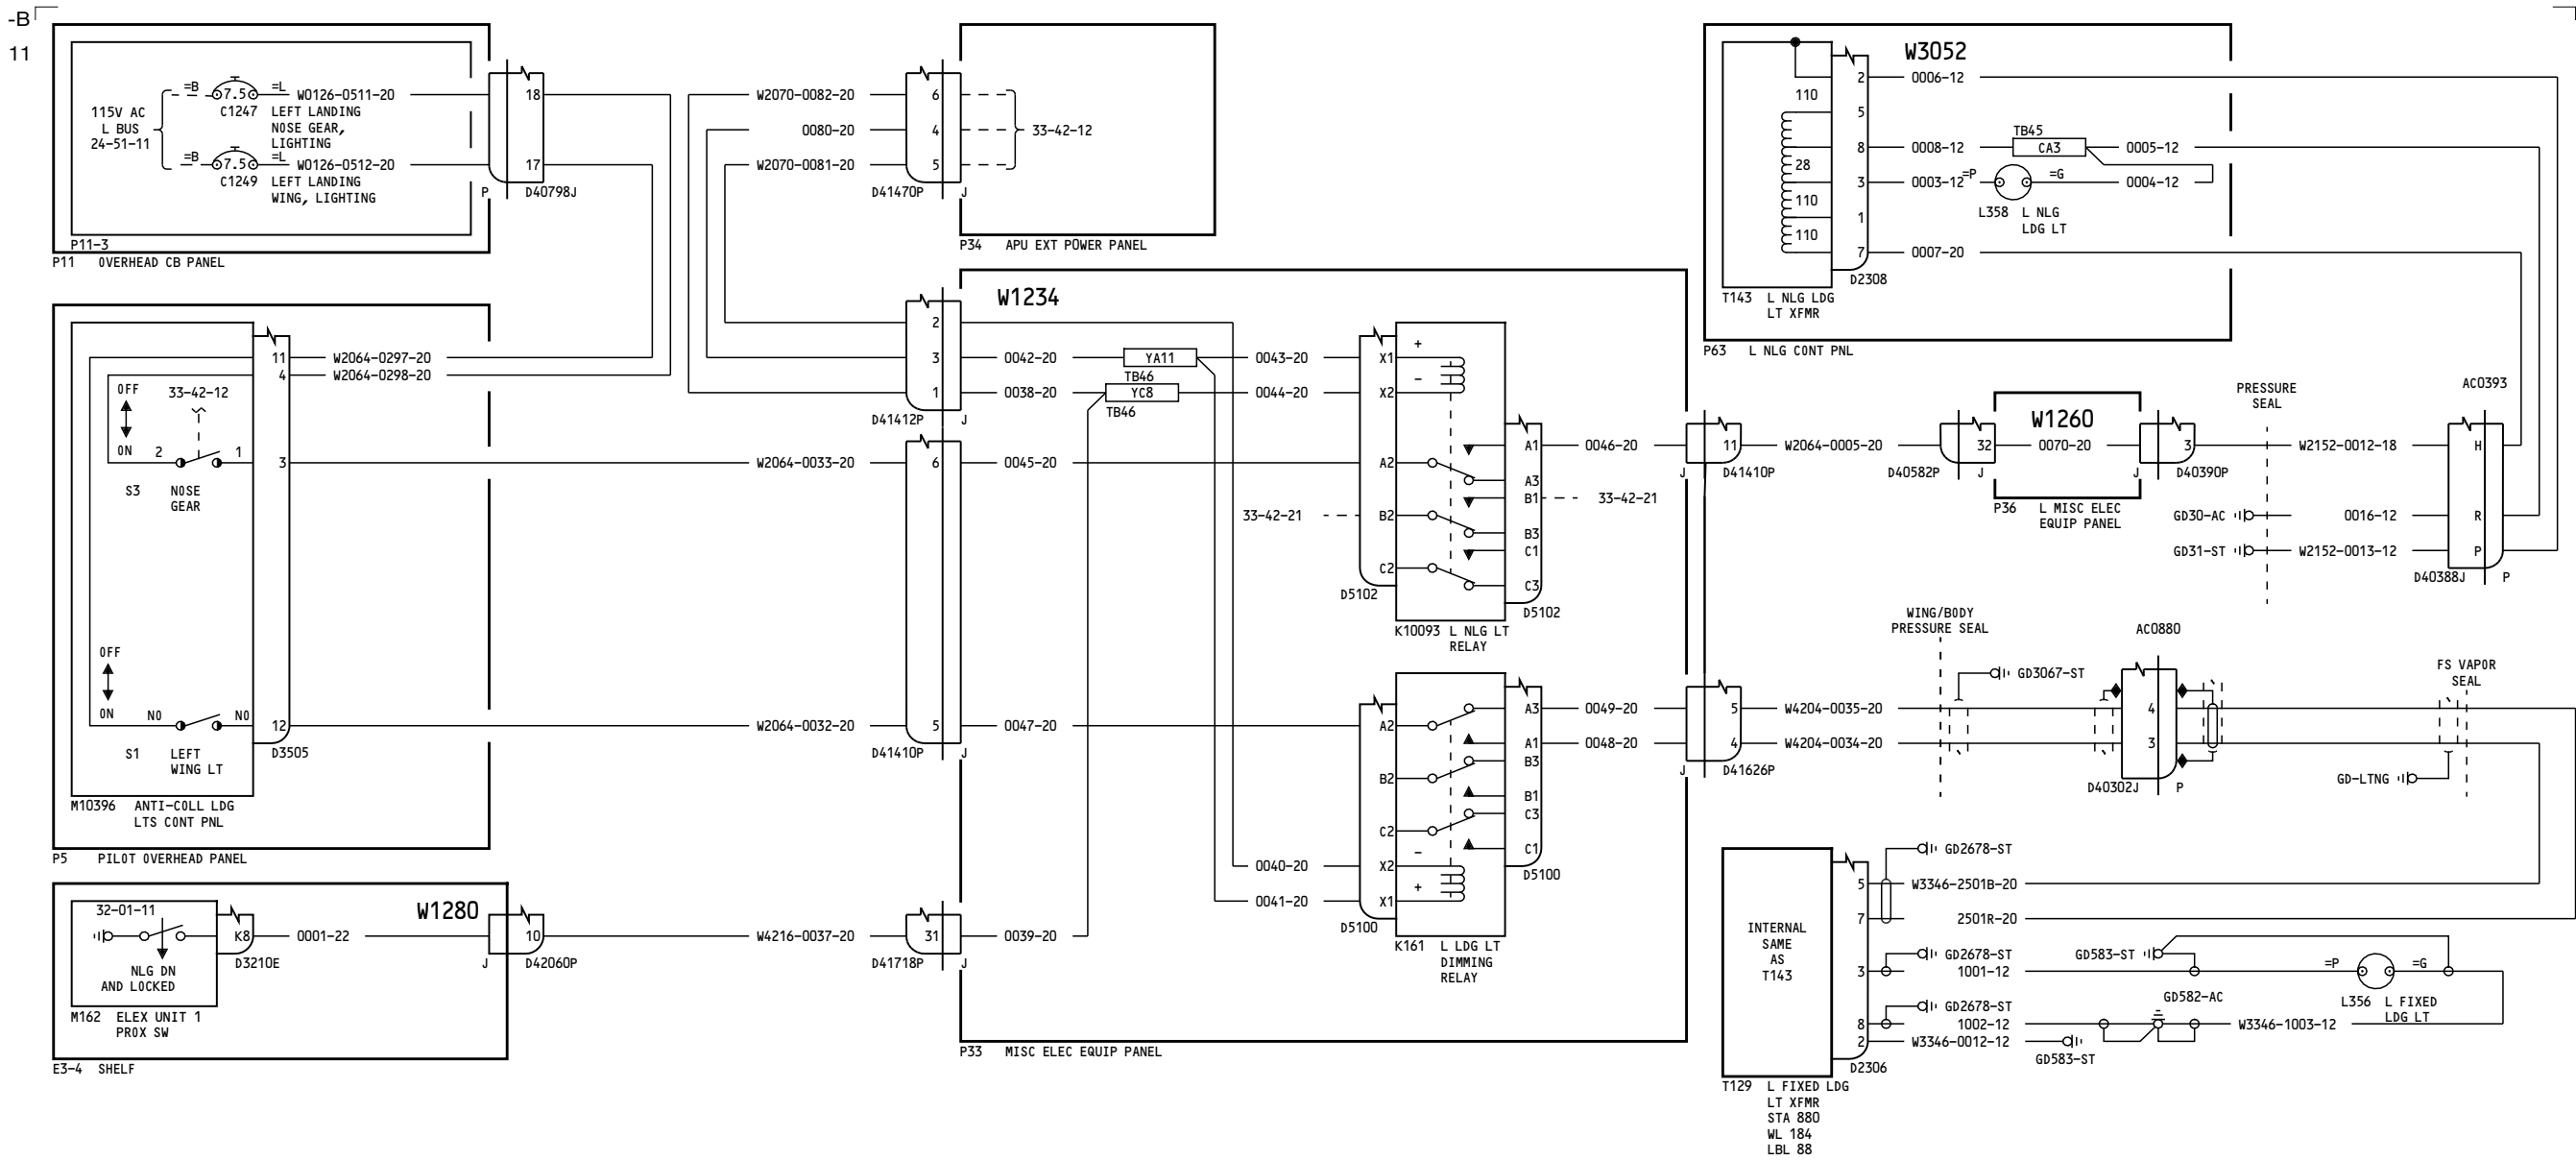 -B
11
115V AC
L BUS
24-51-11
=B
7.5
=L
W0126-0511-20
C1247
LEFT LANDING
NOSE GEAR,
LIGHTING
=B
7.5
=L
W0126-0512-20
C1249
LEFT LANDING
WING, LIGHTING
18
17
P
D40798J
P11-3
P11 OVERHEAD CB PANEL
W2070-0082-20
6
0080-20
4
33-42-12
W2070-0081-20
5
D41470P
J
P34 APU EXT POWER PANEL
W3052
2
0006-12
110
5
TB45
8
0008-12
CA3
0005-12
28
3
0003-12
=P
=G
0004-12
110
L358 L NLG
LDG LT
1
110
7
0007-20
D2308
T143 L NLG LDG
LT XFMR
P63 L NLG CONT PNL
11
W2064-0297-20
4
W2064-0298-20
OFF
33-42-12
ON
2
1
3
S3 NOSE
GEAR
W2064-0033-20
OFF
ON
NO
NO
12
W2064-0032-20
S1 LEFT
WING LT
D3505
M10396 ANTI-COLL LDG
LTS CONT PNL
P5 PILOT OVERHEAD PANEL
W1234
2
3
0042-20
YA11
0043-20
TB46
1
0038-20
YC8
0044-20
TB46
D41412P
J
6
0045-20
5
0047-20
D41410P
J
X1
+
-
X2
A2
A1
0046-20
A3
B1
33-42-21
33-42-21
B2
B3
C1
C2
C3
D5102
D5102
K10093 L NLG LT
RELAY
A2
A3
0049-20
A1
0048-20
B3
B2
B1
C3
C2
C1
-
0040-20
X2
D5100
+
0041-20
X1
D5100
K161 L LDG LT
DIMMING
RELAY
P33 MISC ELEC EQUIP PANEL
32-01-11
K8
0001-22
W1280
10
W4216-0037-20
31
0039-20
D3210E
J
D42060P
D41718P
J
NLG DN
AND LOCKED
M162 ELEX UNIT 1
PROX SW
E3-4 SHELF
11
W2064-0005-20
J
D41410P
32
W1260
0070-20
3
D40582P
J
J
D40390P
P36 L MISC ELEC
EQUIP PANEL
PRESSURE
SEAL
AC0393
W2152-0012-18
H
GD30-AC
0016-12
R
GD31-ST
W2152-0013-12
P
D40388J
P
WING/BODY
PRESSURE SEAL
AC0880
FS VAPOR
SEAL
GD3067-ST
5
W4204-0035-20
4
4
W4204-0034-20
3
J
D41626P
D40302J
P
GD-LTNG
GD2678-ST
5
W3346-2501B-20
7
2501R-20
INTERNAL
SAME
AS
T143
GD2678-ST
3
1001-12
GD583-ST
=P
=G
L356 L FIXED
LDG LT
GD2678-ST
GD582-AC
8
1002-12
W3346-1003-12
2
W3346-0012-12
GD583-ST
D2306
T129 L FIXED LDG
LT XFMR
STA 880
WL 184
LBL 88